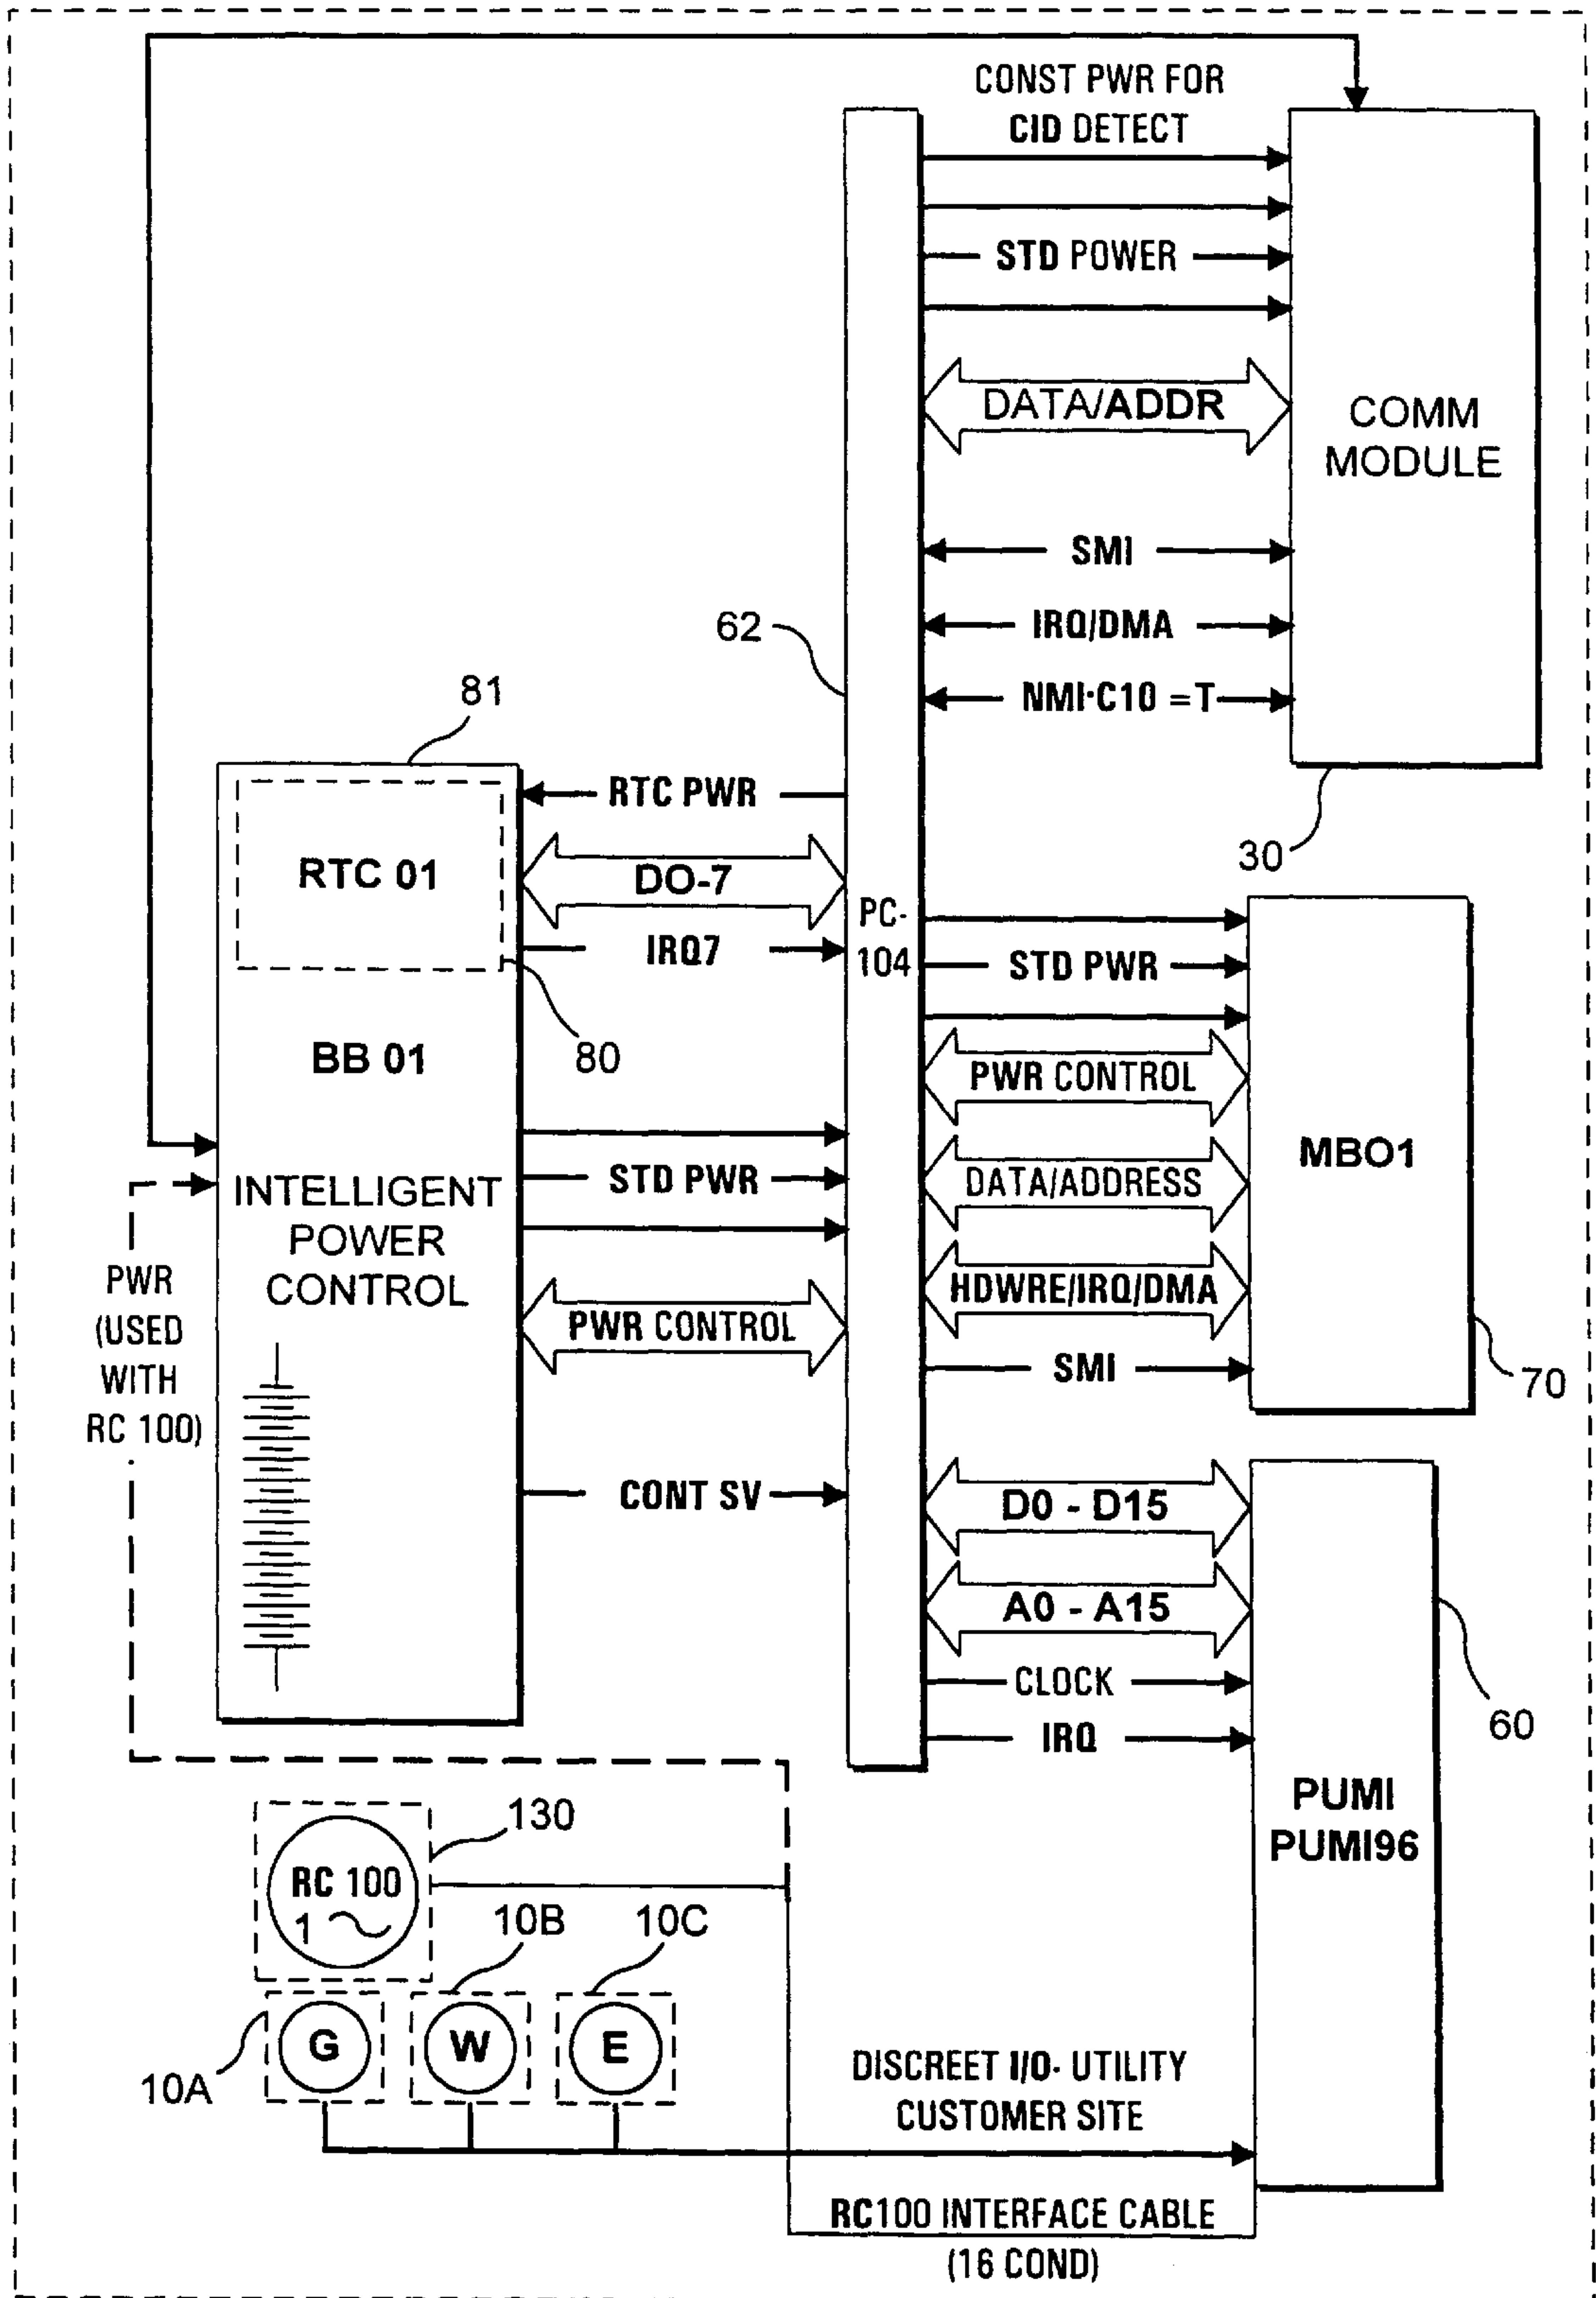 CONST PWR FOR
CID DETECT
STD POWER
DATA/ADDR
COMM
MODULE
SMI
62
IRQ/DMA
NMI·C10 =T
81
RTC PWR
30
RTC 01
DO-7
PC-
104
IRQ7
STD PWR
BB 01
80
PWR CONTROL
MBO1
STD PWR
DATA/ADDRESS
INTELLIGENT
POWER
CONTROL
PWR
(USED
WITH
RC 100)
HDWRE/IRQ/DMA
PWR CONTROL
SMI
70
CONT SV
D0 - D15
A0 - A15
CLOCK
60
IRQ
PUMI
PUMI96
130
RC 100
1
10B
10C
G
W
E
10A
DISCREET I/O- UTILITY
CUSTOMER SITE
RC100 INTERFACE CABLE
(16 COND)